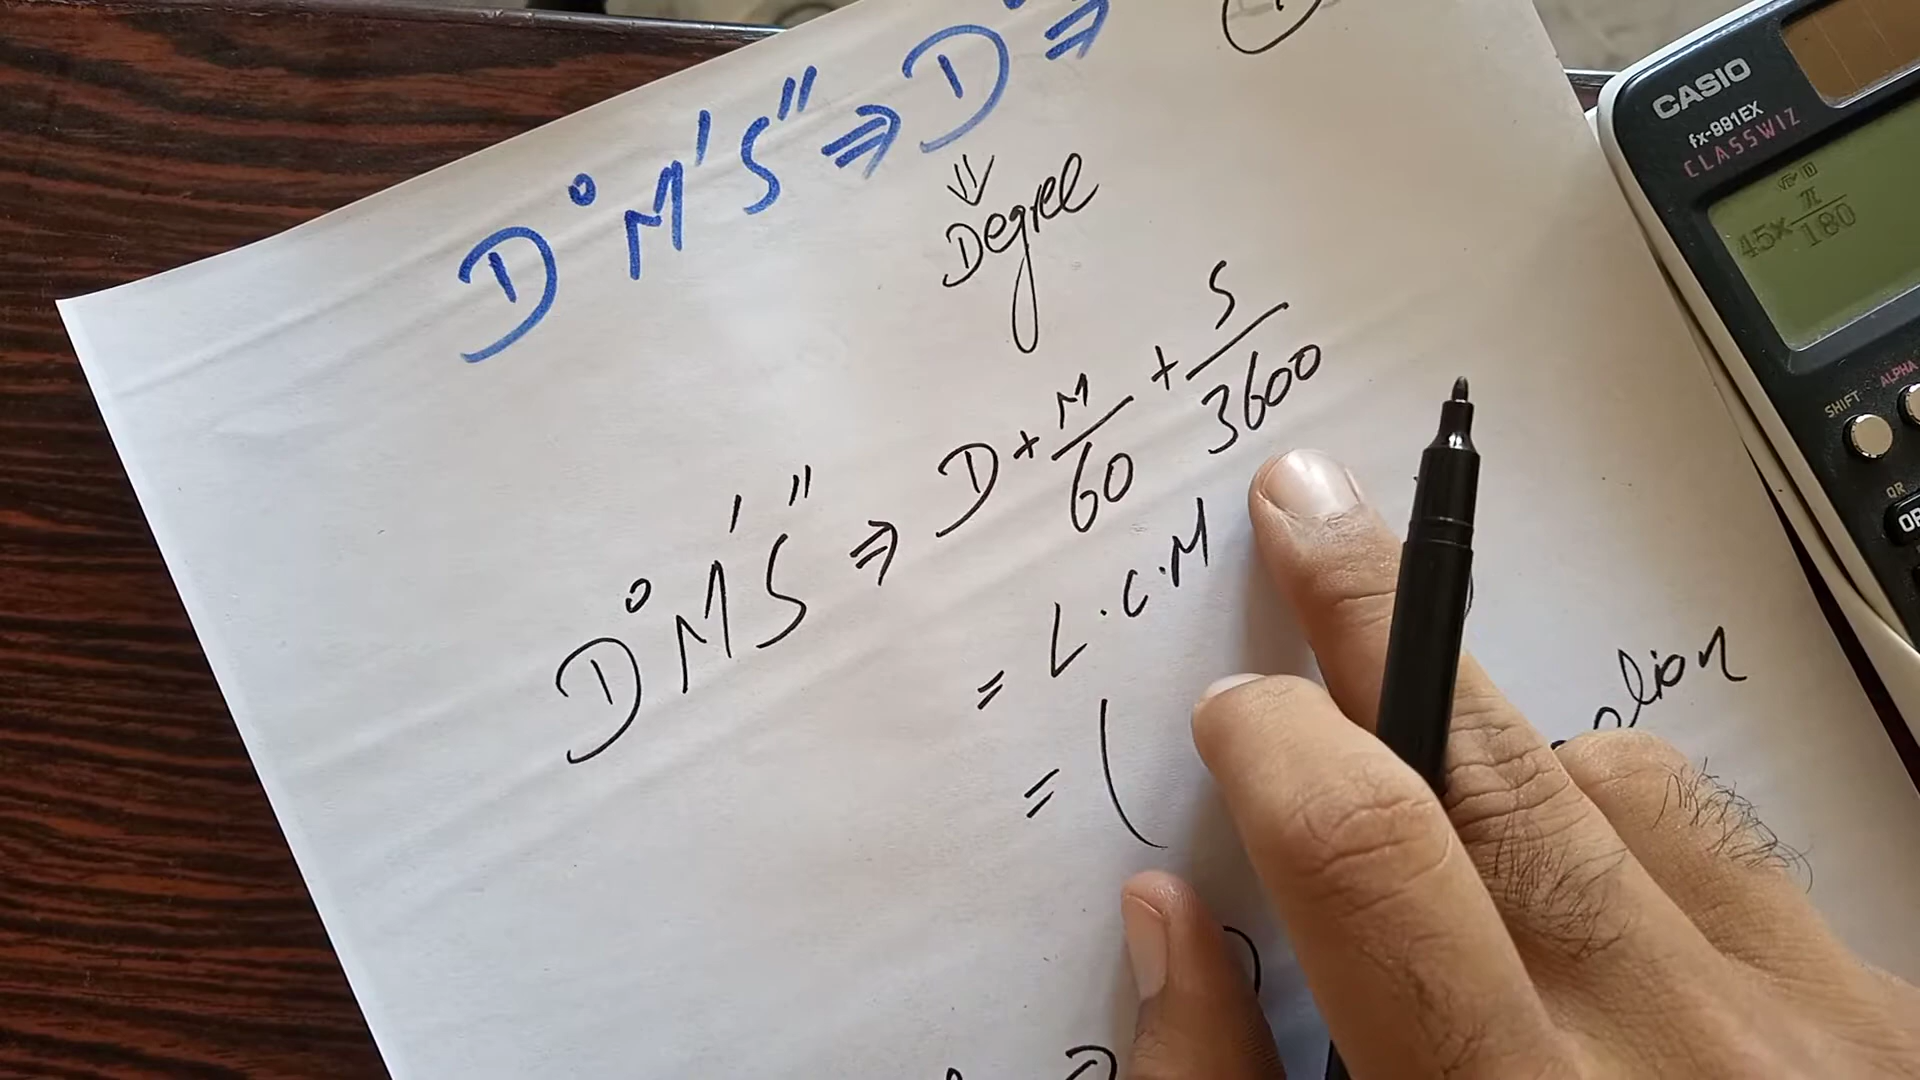 D° M' S" ⇒ D° ⇒
⇓
Degree
D° M' S" ⇒ D + M/60 + S/3600
= L.C.M
= (
CASIO
fx-991EX
CLASSWIZ
45×π/180
SHIFT
ALPHA